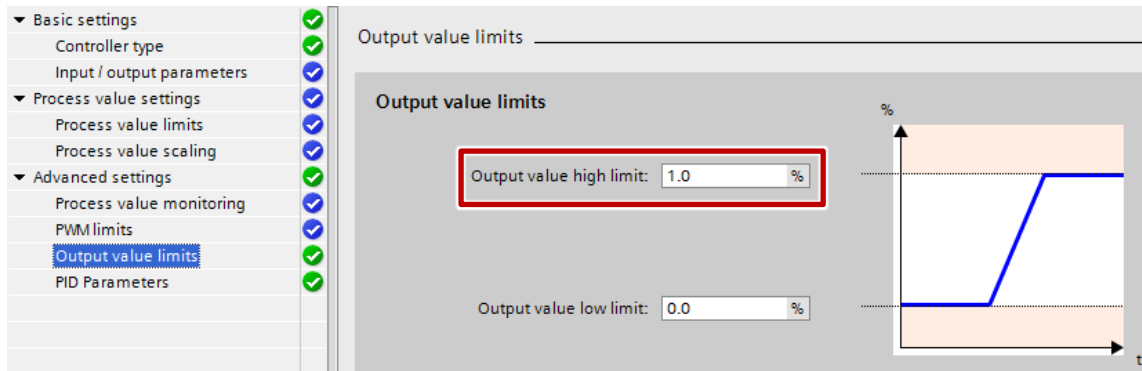 Basic settings
Controller type
Input / output parameters
Process value settings
Process value limits
Process value scaling
Advanced settings
Process value monitoring
PWM limits
Output value limits
PID Parameters
Output value limits
Output value limits
Output value high limit: 1.0 %
Output value low limit: 0.0 %
%
t